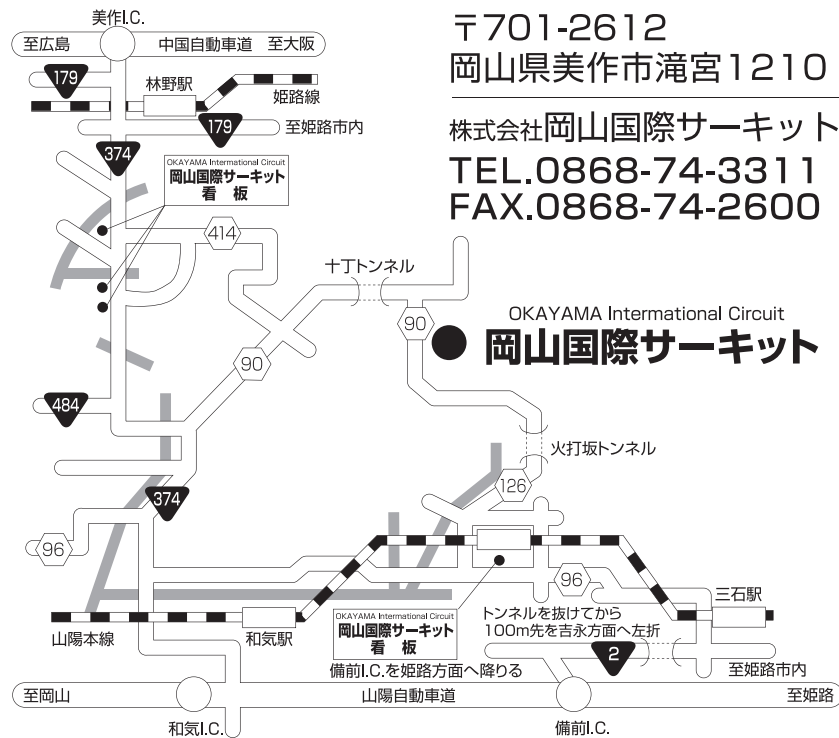 美作I.C.
至広島
中国自動車道
至大阪
〒701-2612
岡山県美作市滝宮1210
株式会社岡山国際サーキット
TEL.0868-74-3311
FAX.0868-74-2600
179
林野駅
姫路線
179
至姫路市内
374
OKAYAMA International Circuit
岡山国際サーキット
看 板
414
十丁トンネル
90
OKAYAMA International Circuit
岡山国際サーキット
90
484
火打坂トンネル
126
374
96
96
三石駅
OKAYAMA International Circuit
岡山国際サーキット
看 板
トンネルを抜けてから
100m先を吉永方面へ左折
山陽本線
和気駅
2
備前I.C.を姫路方面へ降りる
至姫路市内
至岡山
山陽自動車道
至姫路
和気I.C.
備前I.C.